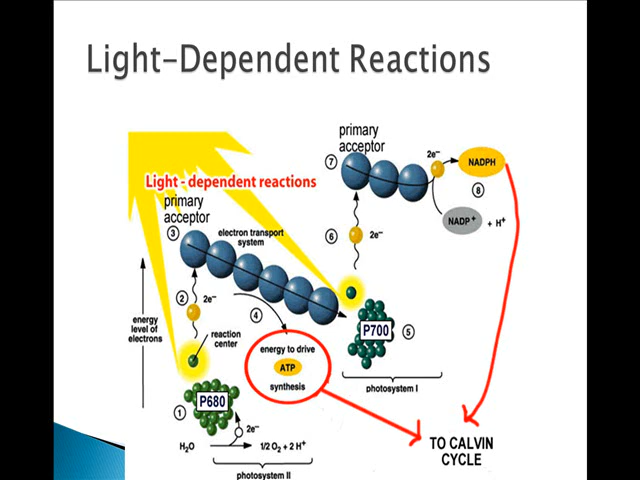 Light-Dependent Reactions
primary
acceptor
7
2e⁻
NADPH
8
NADP⁺ + H⁺
Light - dependent reactions
primary
acceptor
3
electron transport
system
6
2e⁻
2
2e⁻
4
energy level of
electrons
reaction
center
energy to drive
ATP
synthesis
P700
5
photosystem I
1
P680
2e⁻
H₂O
1/2 O₂ + 2 H⁺
photosystem II
TO CALVIN
CYCLE